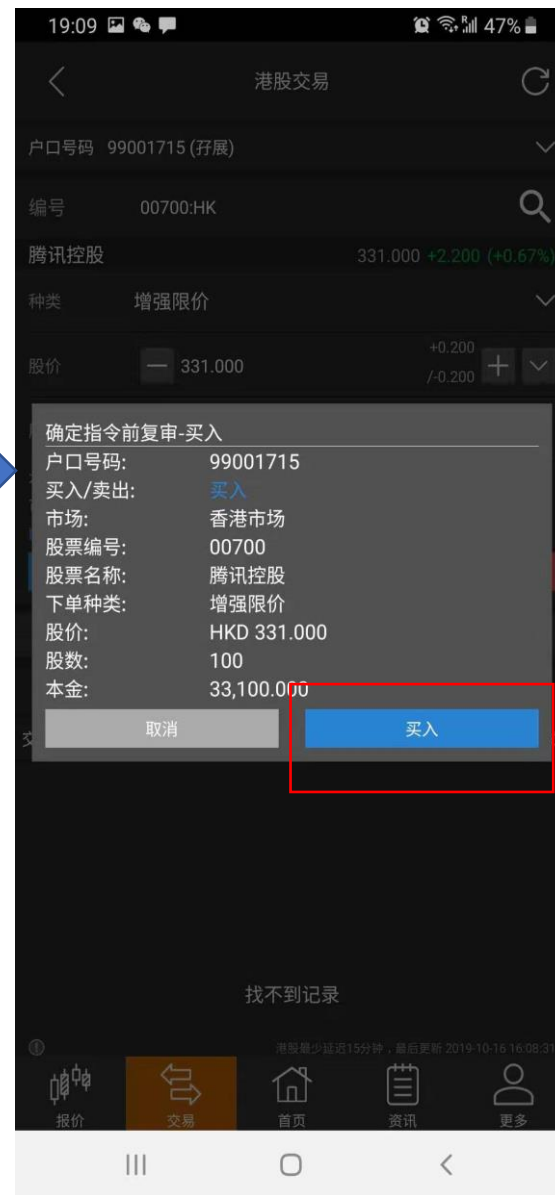 19:09 47%
港股交易
户口号码 99001715 (孖展)
编号 00700:HK
腾讯控股 331.000 +2.200 (+0.67%)
种类 增强限价
+0.200
股价 331.000
/-0.200
确定指令前复审-买入
户口号码: 99001715
买入/卖出: 买入
市场: 香港市场
股票编号: 00700
股票名称: 腾讯控股
下单种类: 增强限价
股价: HKD 331.000
股数: 100
本金: 33,100.000
取消 买入
找不到记录
港股最少延迟15分钟，最后更新 2019-10-16 16:08:31
报价 交易 首页 资讯 更多